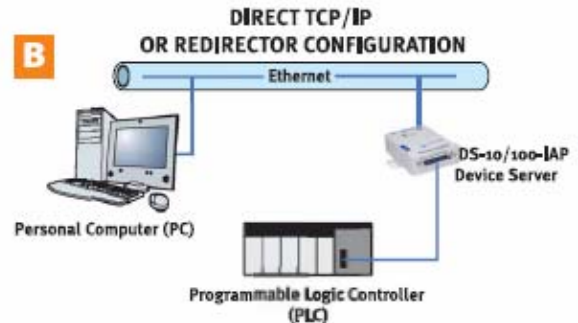 DIRECT TCP/IP
OR REDIRECTOR CONFIGURATION
B
Ethernet
DS-10/100-IAP
Device Server
Personal Computer (PC)
Programmable Logic Controller
(PLC)